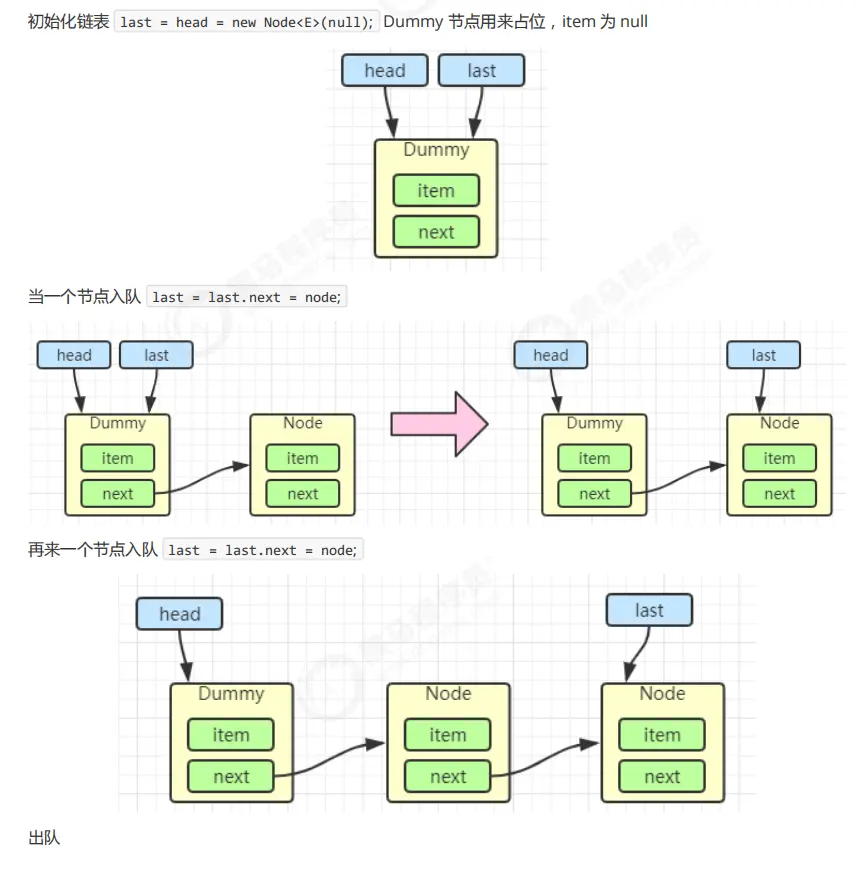 初始化链表 last = head = new Node<E>(null); Dummy 节点用来占位，item 为 null
head last
Dummy
item
next
当一个节点入队 last = last.next = node;
head last head last
Dummy Node Dummy Node
item item item item
next next next next
再来一个节点入队 last = last.next = node;
head last
Dummy Node Node
item item item
next next next
出队